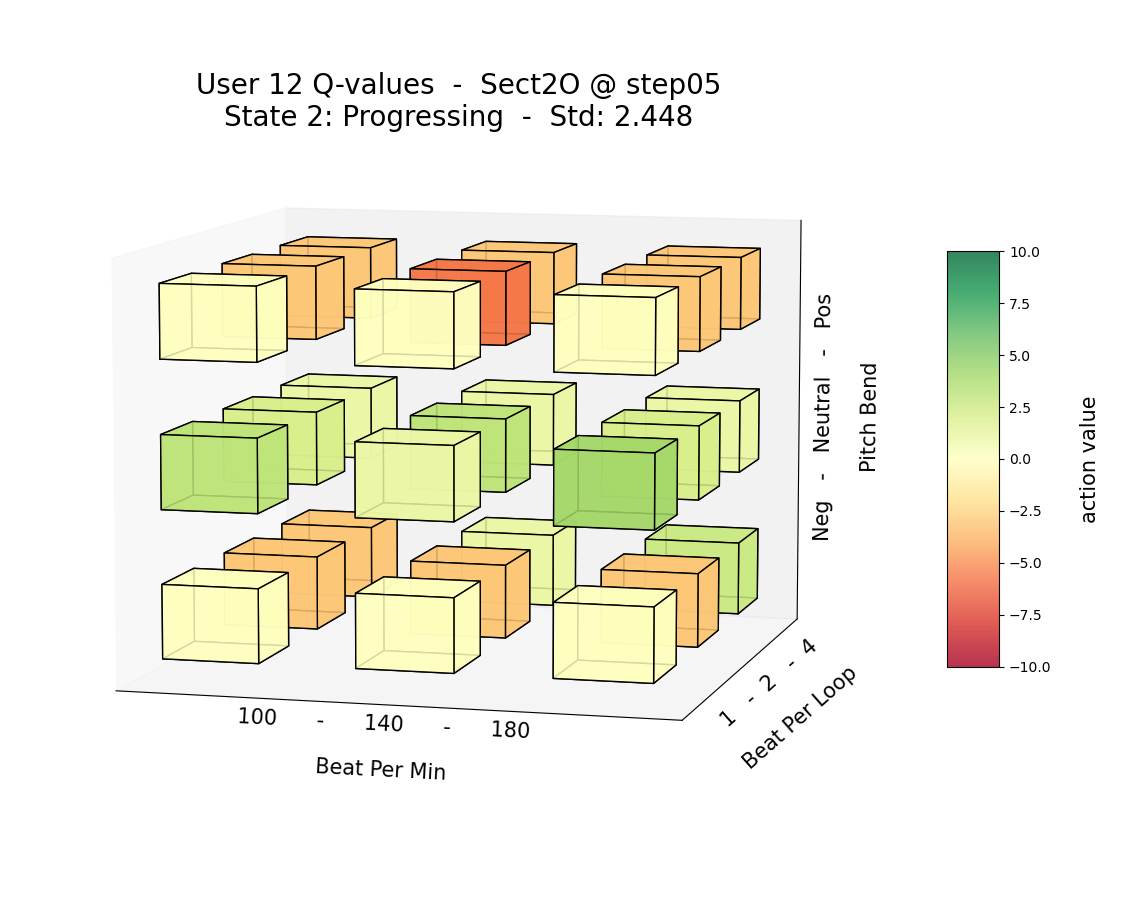 User 12 Q-values  -  Sect2O @ step05
State 2: Progressing  -  Std: 2.448
Neg   -   Neutral   -   Pos
Pitch Bend
1  -  2  -  4
Beat Per Loop
100     -     140     -     180
Beat Per Min
10.0
7.5
5.0
2.5
0.0
−2.5
−5.0
−7.5
−10.0
action value